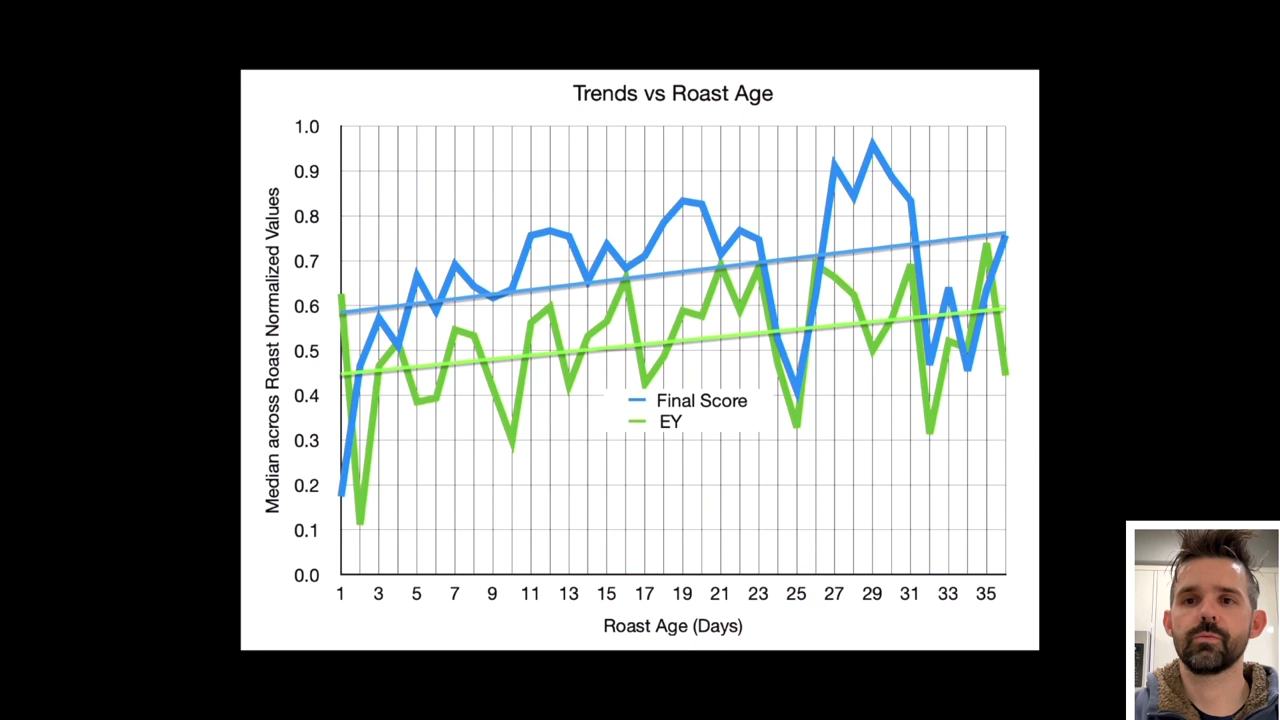 Trends vs Roast Age
Median across Roast Normalized Values
1.0
0.9
0.8
0.7
0.6
0.5
0.4
0.3
0.2
0.1
0.0
Final Score
EY
1 3 5 7 9 11 13 15 17 19 21 23 25 27 29 31 33 35
Roast Age (Days)